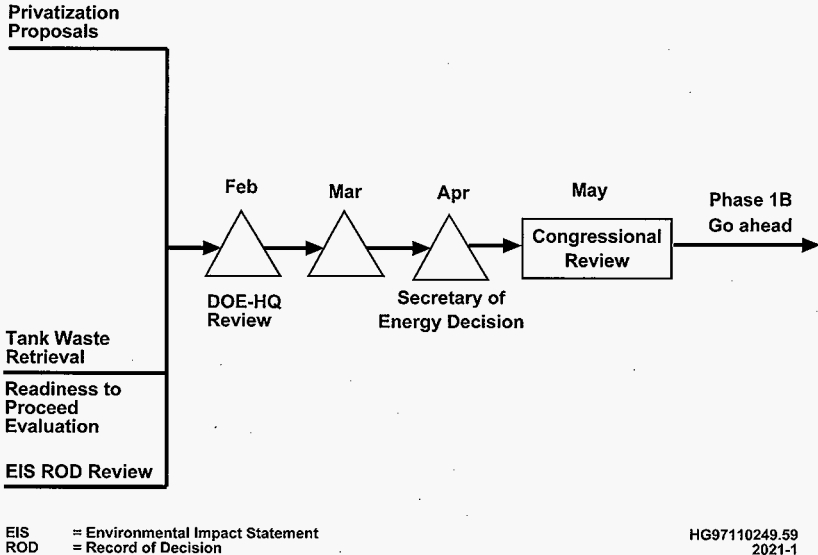 Privatization
Proposals
Feb
Mar
Apr
May
Phase 1B
Go ahead
Congressional
Review
DOE-HQ
Review
Secretary of
Energy Decision
Tank Waste
Retrieval
Readiness to
Proceed
Evaluation
EIS ROD Review
EIS = Environmental Impact Statement
ROD = Record of Decision
HG97110249.59
2021-1